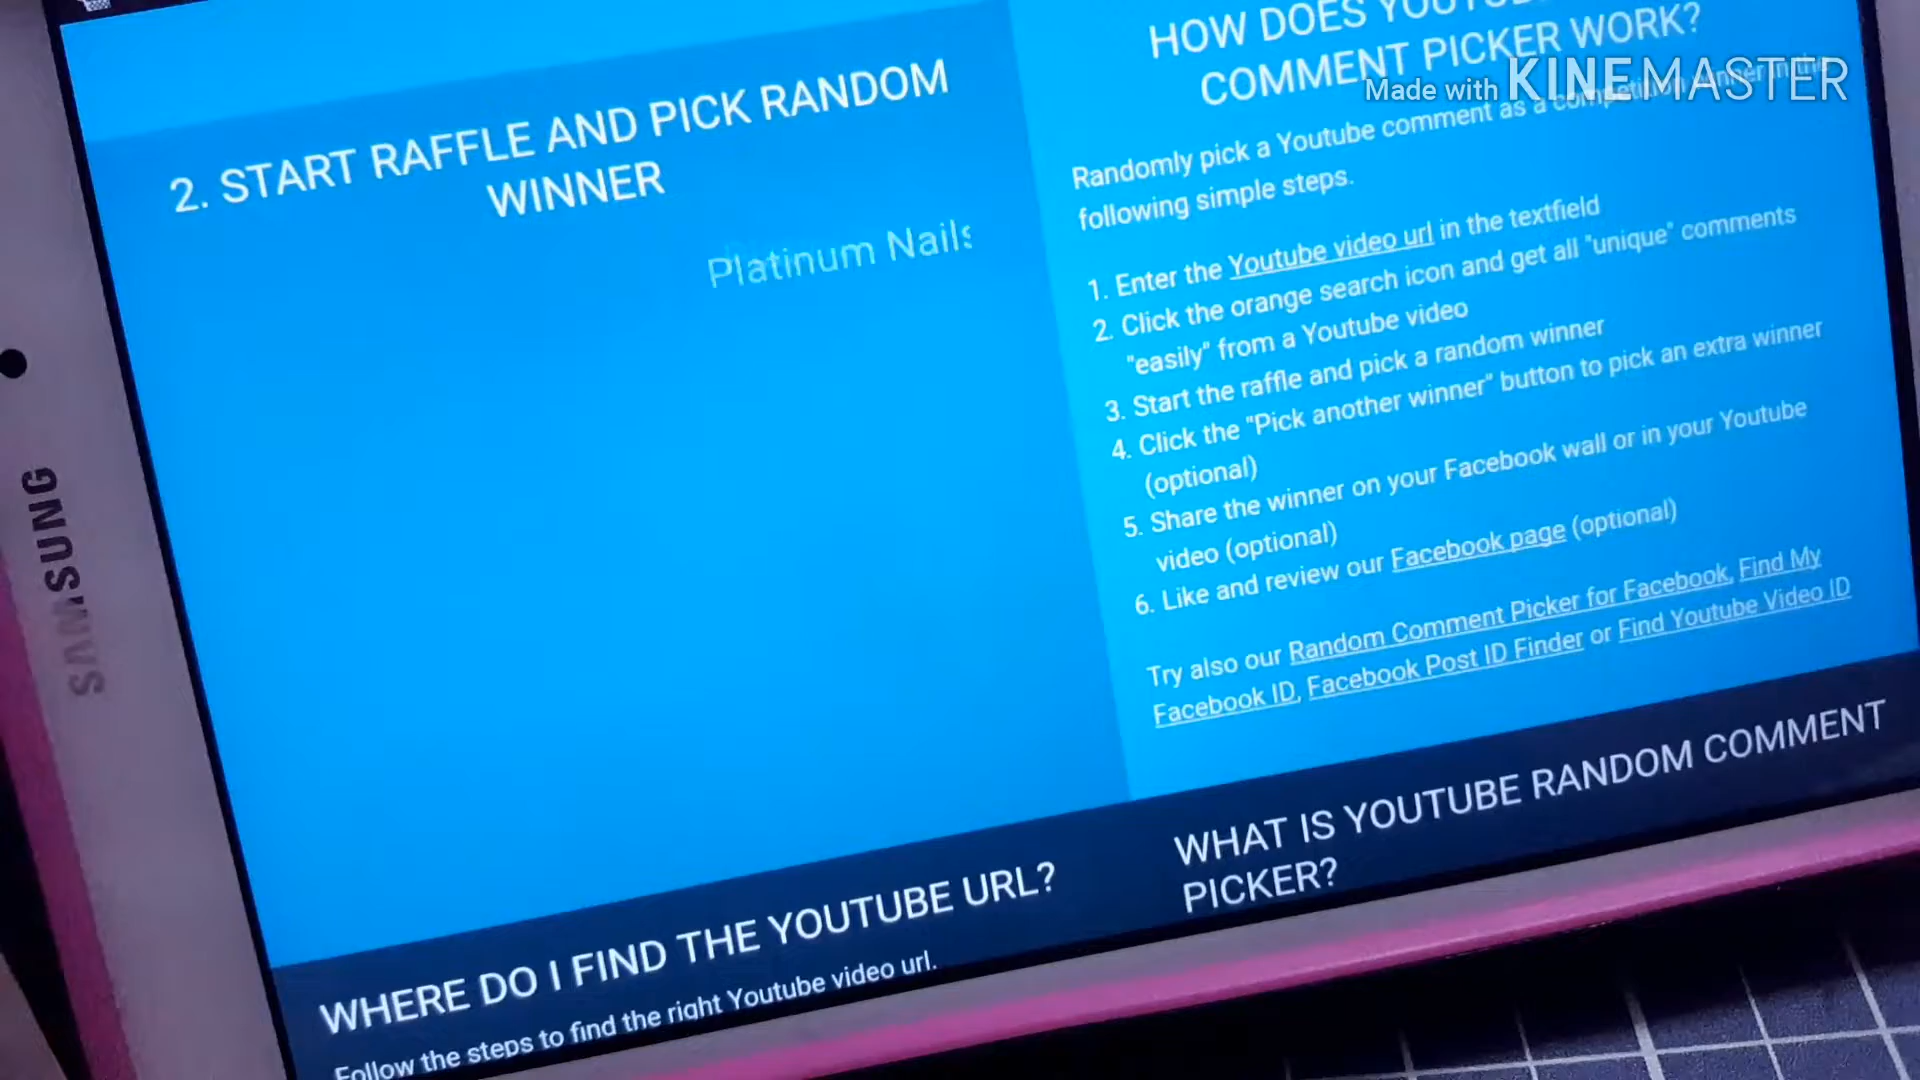 2. START RAFFLE AND PICK RANDOM
WINNER
Platinum Nails
HOW DOES
COMMENT PICKER WORK?
Made with KINEMASTER
Randomly pick a Youtube comment as a competition winner in the
following simple steps.
1. Enter the Youtube video url in the textfield
2. Click the orange search icon and get all "unique" comments
"easily" from a Youtube video
3. Start the raffle and pick a random winner
4. Click the "Pick another winner" button to pick an extra winner
(optional)
5. Share the winner on your Facebook wall or in your Youtube
video (optional)
6. Like and review our Facebook page (optional)
Try also our Random Comment Picker for Facebook, Find My
Facebook ID, Facebook Post ID Finder or Find Youtube Video ID
SAMSUNG
WHERE DO I FIND THE YOUTUBE URL?
Follow the steps to find the right Youtube video url.
WHAT IS YOUTUBE RANDOM COMMENT
PICKER?